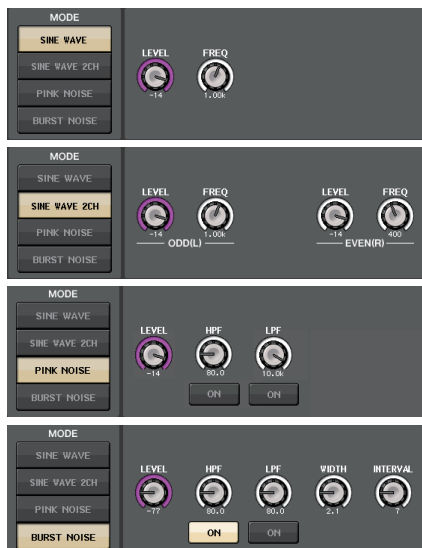 MODE
SINE WAVE
SINE WAVE 2CH
PINK NOISE
BURST NOISE
LEVEL FREQ
-14 1.00k
MODE
SINE WAVE
SINE WAVE 2CH
PINK NOISE
BURST NOISE
LEVEL FREQ LEVEL FREQ
-14 1.00k -14 400
ODD(L) EVEN(R)
MODE
SINE WAVE
SINE WAVE 2CH
PINK NOISE
BURST NOISE
LEVEL HPF LPF
-14 80.0 10.0k
ON ON
MODE
SINE WAVE
SINE WAVE 2CH
PINK NOISE
BURST NOISE
LEVEL HPF LPF WIDTH INTERVAL
-77 80.0 80.0 2.1 7
ON ON